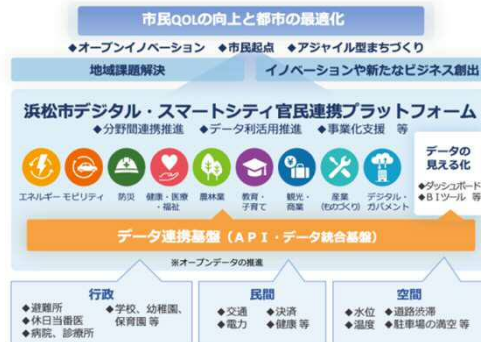 市民QOLの向上と都市の最適化
◆オープンイノベーション ◆市民起点 ◆アジャイル型まちづくり
地域課題解決 イノベーションや新たなビジネス創出
浜松市デジタル・スマートシティ官民連携プラットフォーム
◆分野間連携推進 ◆データ利活用推進 ◆事業化支援 等
データの
見える化
◆ダッシュボード
◆BIツール 等
エネルギー モビリティ 防災 健康・医療 農林業 教育・ 観光・ 産業 デジタル・
・福祉 子育て 商業 (ものづくり) ガバメント
データ連携基盤(API・データ統合基盤)
※オープンデータの推進
行政 民間 空間
◆避難所 ◆学校、幼稚園、 ◆交通 ◆決済 ◆水位 ◆道路渋滞
◆休日当番医 保育園 等 ◆電力 ◆健康 等 ◆温度 ◆駐車場の満空 等
◆病院、診療所